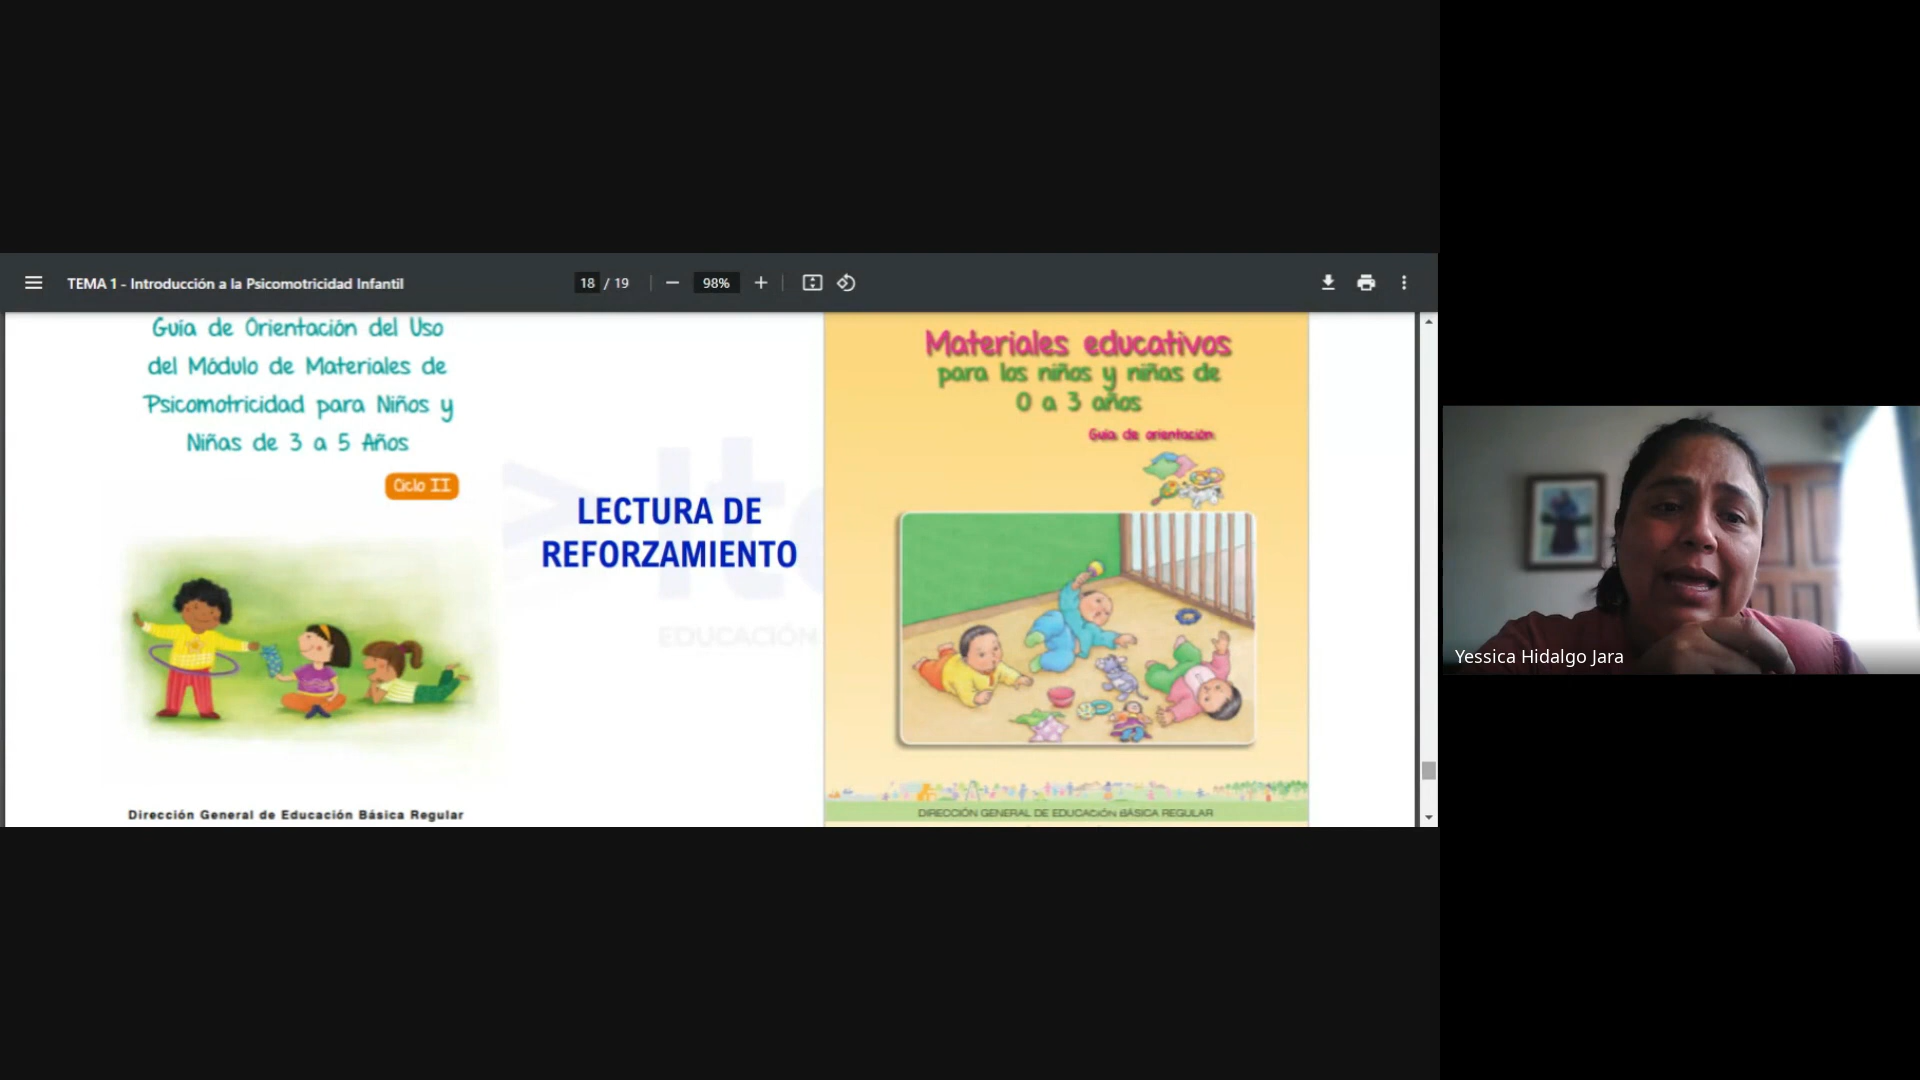 TEMA 1 - Introducción a la Psicomotricidad Infantil
18 / 19
98%
Guía de Orientación del Uso
del Módulo de Materiales de
Psicomotricidad para Niños y
Niñas de 3 a 5 Años
Ciclo II
Dirección General de Educación Básica Regular
LECTURA DE
REFORZAMIENTO
EDUCACIÓN
Materiales educativos
para los niños y niñas de
0 a 3 años
Guía de orientación
DIRECCIÓN GENERAL DE EDUCACIÓN BÁSICA REGULAR
Yessica Hidalgo Jara